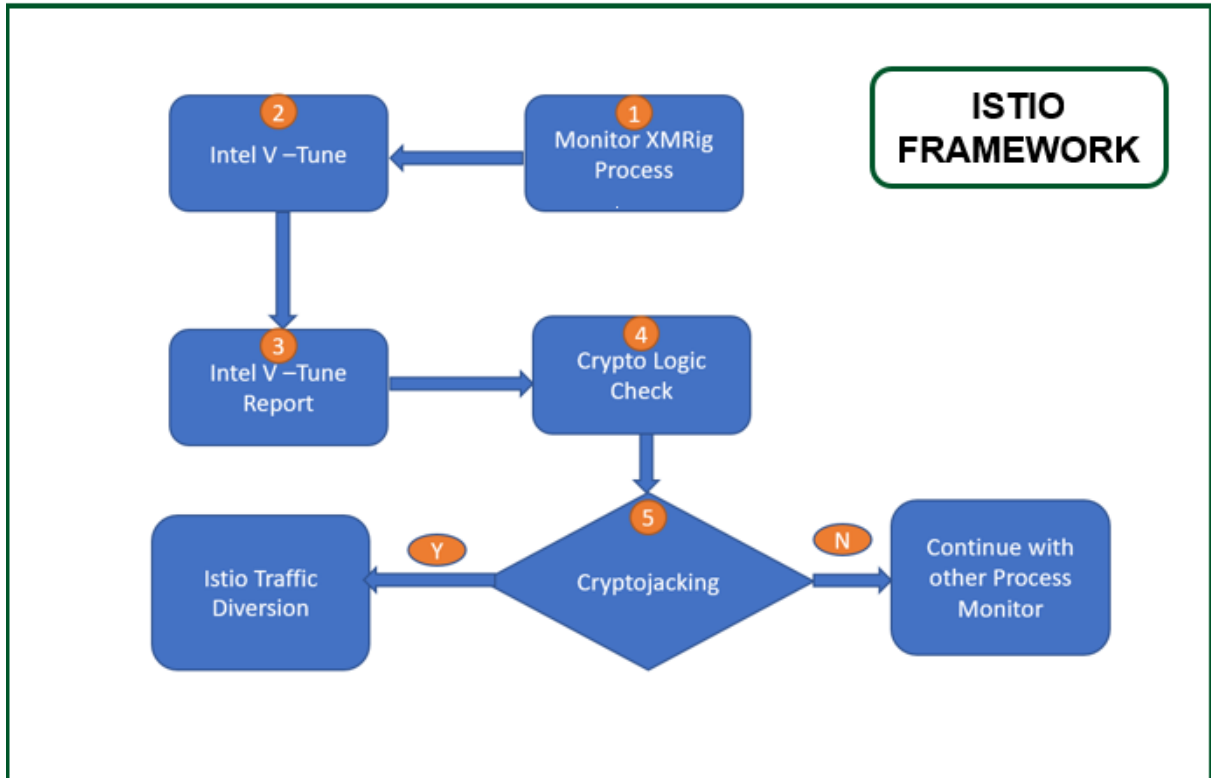 ISTIO
FRAMEWORK
1
Monitor XMRig
Process
.
2
Intel V –Tune
3
Intel V –Tune
Report
4
Crypto Logic
Check
5
Cryptojacking
Y
Istio Traffic
Diversion
N
Continue with
other Process
Monitor